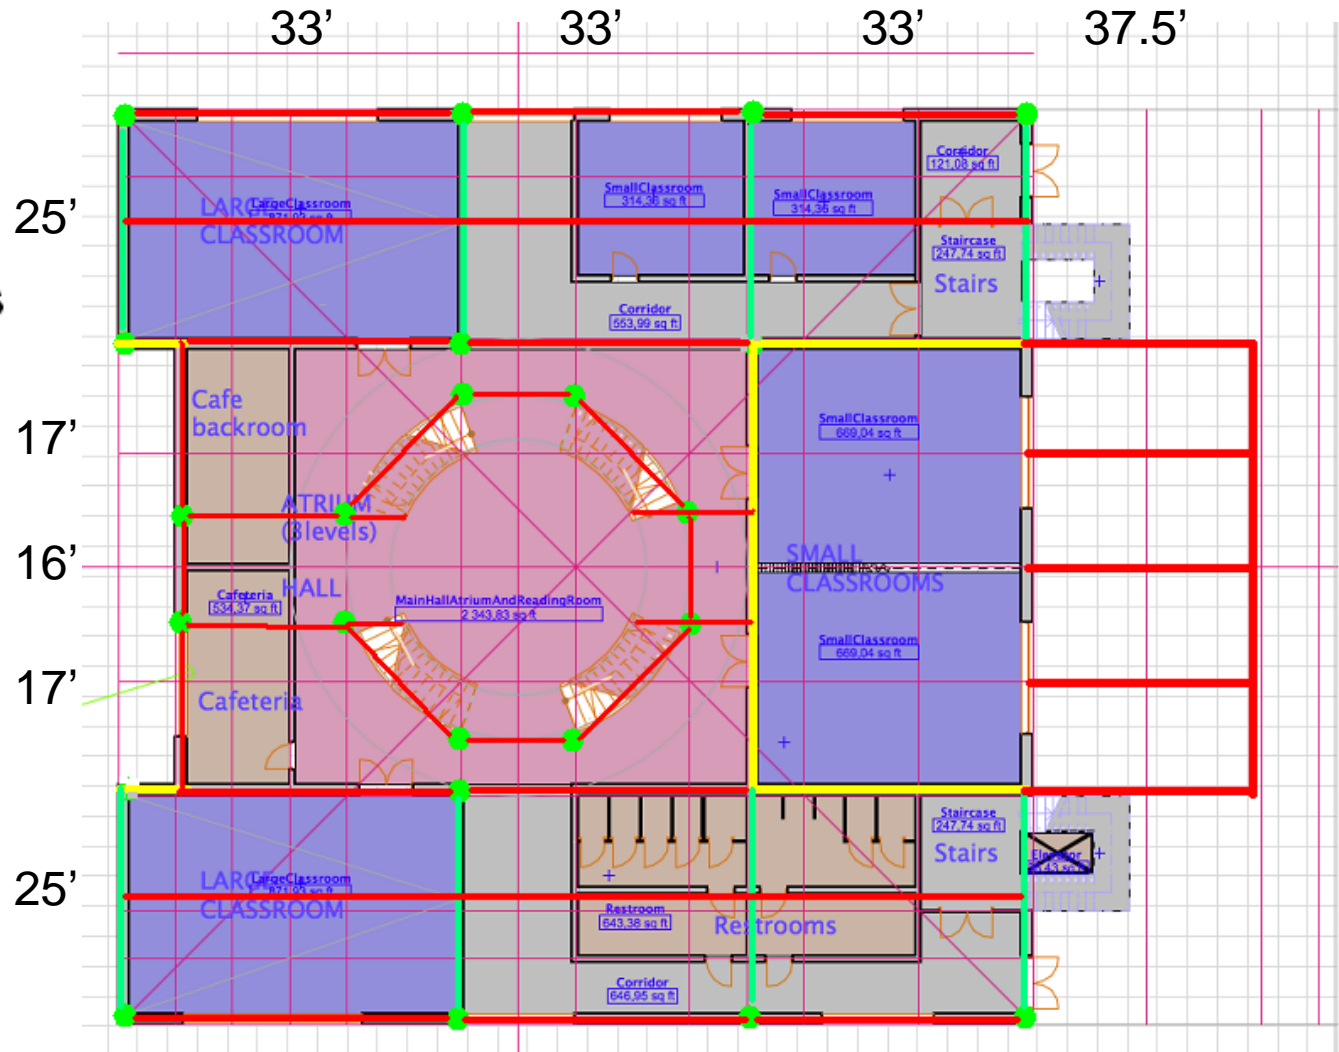 33’ 33’ 33’ 37.5’
25’
17’
16’
17’
25’
LargeClassroom
LARGE
CLASSROOM
SmallClassroom
314,36 sq ft
SmallClassroom
314,36 sq ft
Corridor
121,08 sq ft
Staircase
247,74 sq ft
Stairs
Corridor
553,99 sq ft
Cafe
backroom
ATRIUM
(3levels)
HALL
MainHallAtriumAndReadingRoom
2 343,83 sq ft
Cafeteria
534,37 sq ft
Cafeteria
SmallClassroom
669,04 sq ft
SMALL
CLASSROOMS
SmallClassroom
669,04 sq ft
LargeClassroom
LARGE
CLASSROOM
Restroom
643,38 sq ft
Restrooms
Corridor
646,95 sq ft
Staircase
247,74 sq ft
Stairs
Elevator